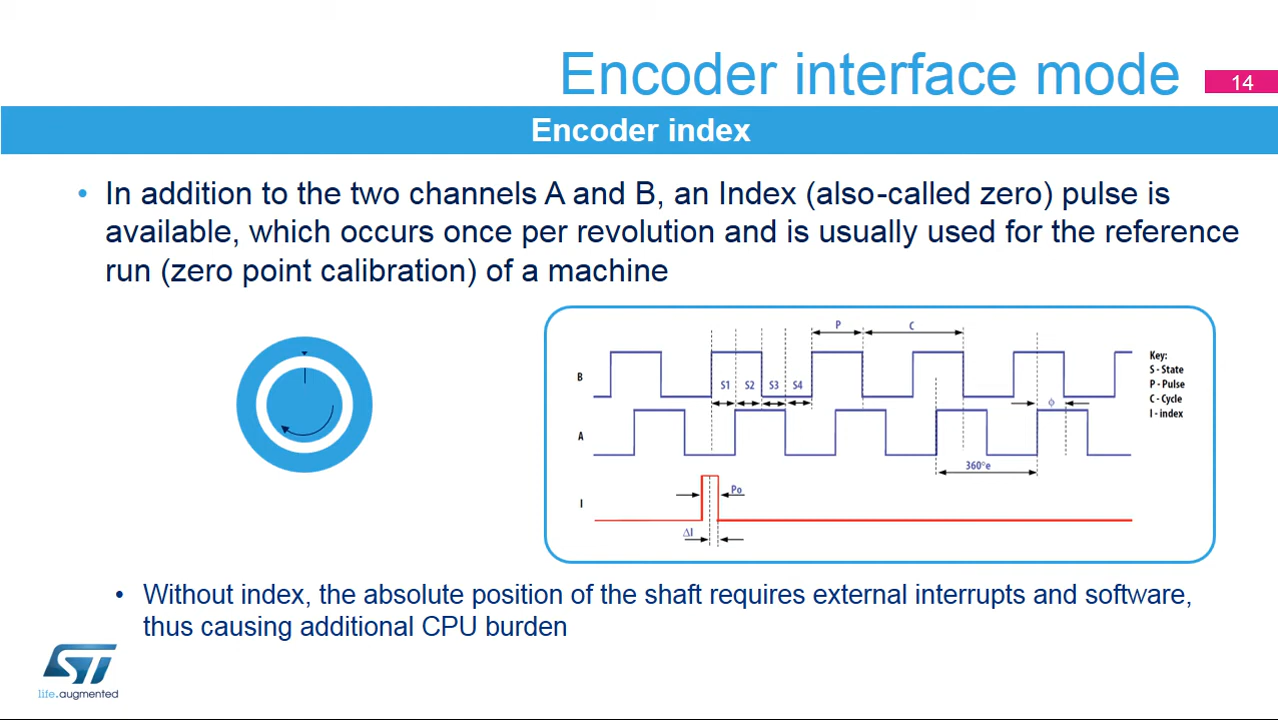 Encoder interface mode
14
Encoder index
• In addition to the two channels A and B, an Index (also-called zero) pulse is
available, which occurs once per revolution and is usually used for the reference
run (zero point calibration) of a machine
P
C
B
S1 S2 S3 S4
ϕ
A
360°e
I
Po
ΔI
Key:
S - State
P - Pulse
C - Cycle
I - index
• Without index, the absolute position of the shaft requires external interrupts and software,
thus causing additional CPU burden
ST
life.augmented